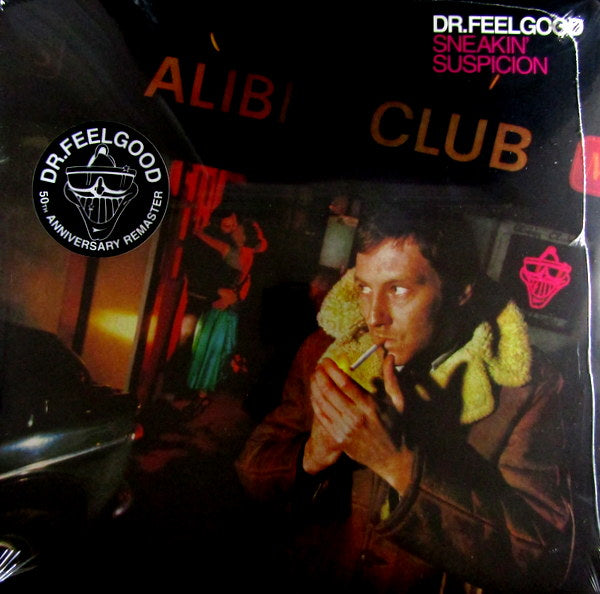 DR.FEELGOOD
SNEAKIN'
SUSPICION
ALIBI
CLUB
DR.FEELGOOD
50TH ANNIVERSARY REMASTER